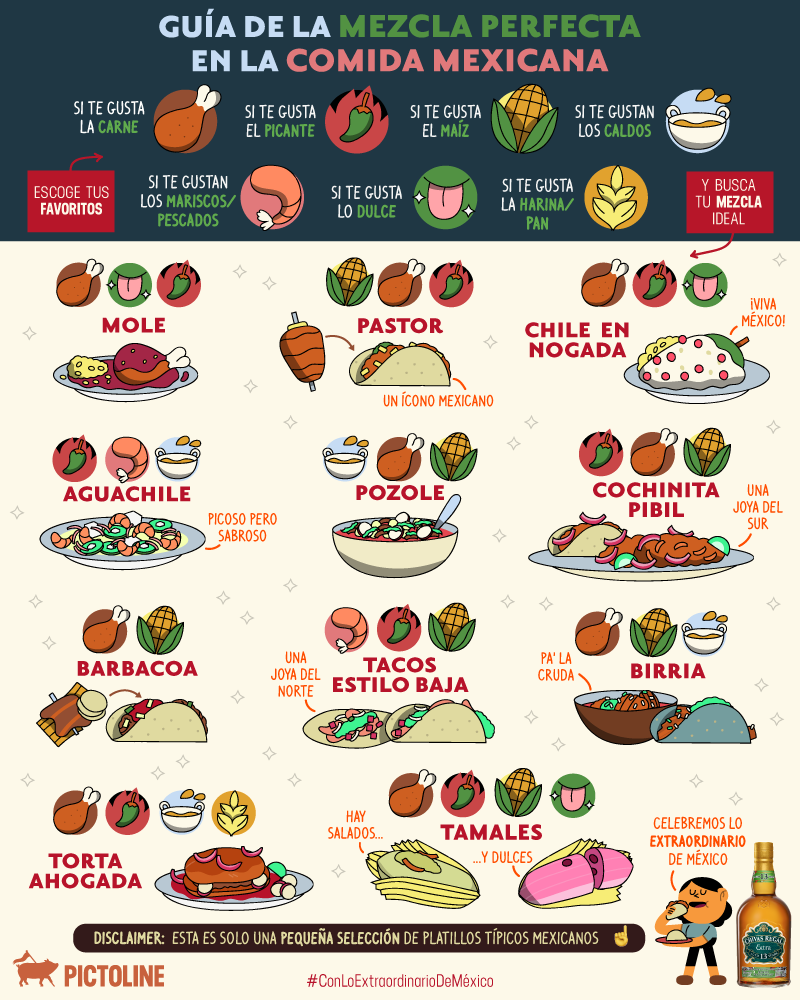 GUÍA DE LA MEZCLA PERFECTA
EN LA COMIDA MEXICANA
SI TE GUSTA
LA CARNE
SI TE GUSTA
EL PICANTE
SI TE GUSTA
EL MAÍZ
SI TE GUSTAN
LOS CALDOS
ESCOGE TUS
FAVORITOS
SI TE GUSTAN
LOS MARISCOS/
PESCADOS
SI TE GUSTA
LO DULCE
SI TE GUSTA
LA HARINA/
PAN
Y BUSCA
TU MEZCLA
IDEAL
MOLE
PASTOR
UN ÍCONO MEXICANO
CHILE EN
NOGADA
¡VIVA
MÉXICO!
AGUACHILE
PICOSO PERO
SABROSO
POZOLE
COCHINITA
PIBIL
UNA
JOYA DEL
SUR
BARBACOA
UNA
JOYA DEL
NORTE
TACOS
ESTILO BAJA
PA' LA
CRUDA
BIRRIA
TORTA
AHOGADA
HAY
SALADOS...
TAMALES
...Y DULCES
CELEBREMOS LO
EXTRAORDINARIO
DE MÉXICO
13
CHIVAS REGAL
Extra
13
DISCLAIMER: ESTA ES SOLO UNA PEQUEÑA SELECCIÓN DE PLATILLOS TÍPICOS MEXICANOS
PICTOLINE
#ConLoExtraordinarioDeMéxico